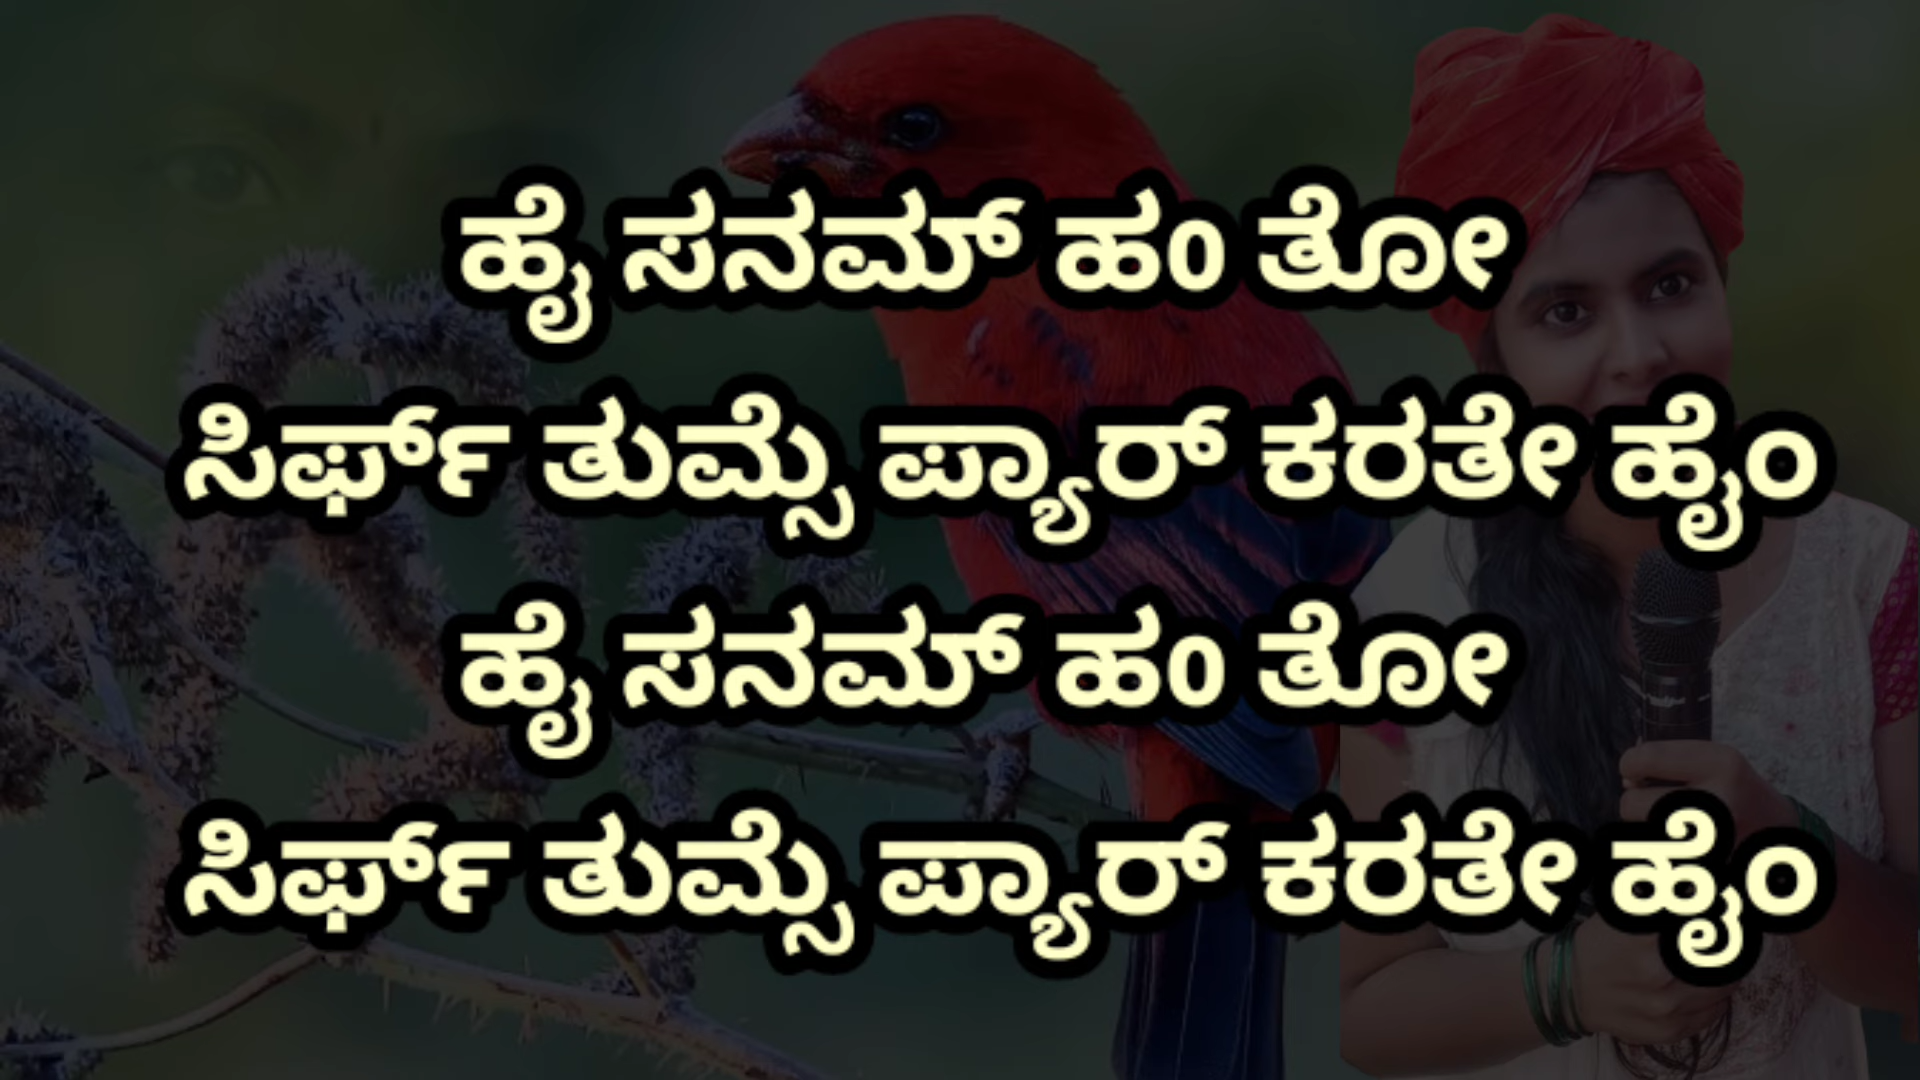 ಹೈ ಸನಮ್ ಹಂ ತೋ
ಸಿರ್ಫ್ ತುಮ್ಸೆ ಪ್ಯಾರ್ ಕರತೇ ಹೈಂ
ಹೈ ಸನಮ್ ಹಂ ತೋ
ಸಿರ್ಫ್ ತುಮ್ಸೆ ಪ್ಯಾರ್ ಕರತೇ ಹೈಂ